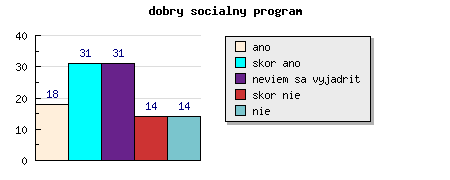 dobry socialny program
40
30
20
10
0
18
31
31
14
14
ano
skor ano
neviem sa vyjadrit
skor nie
nie